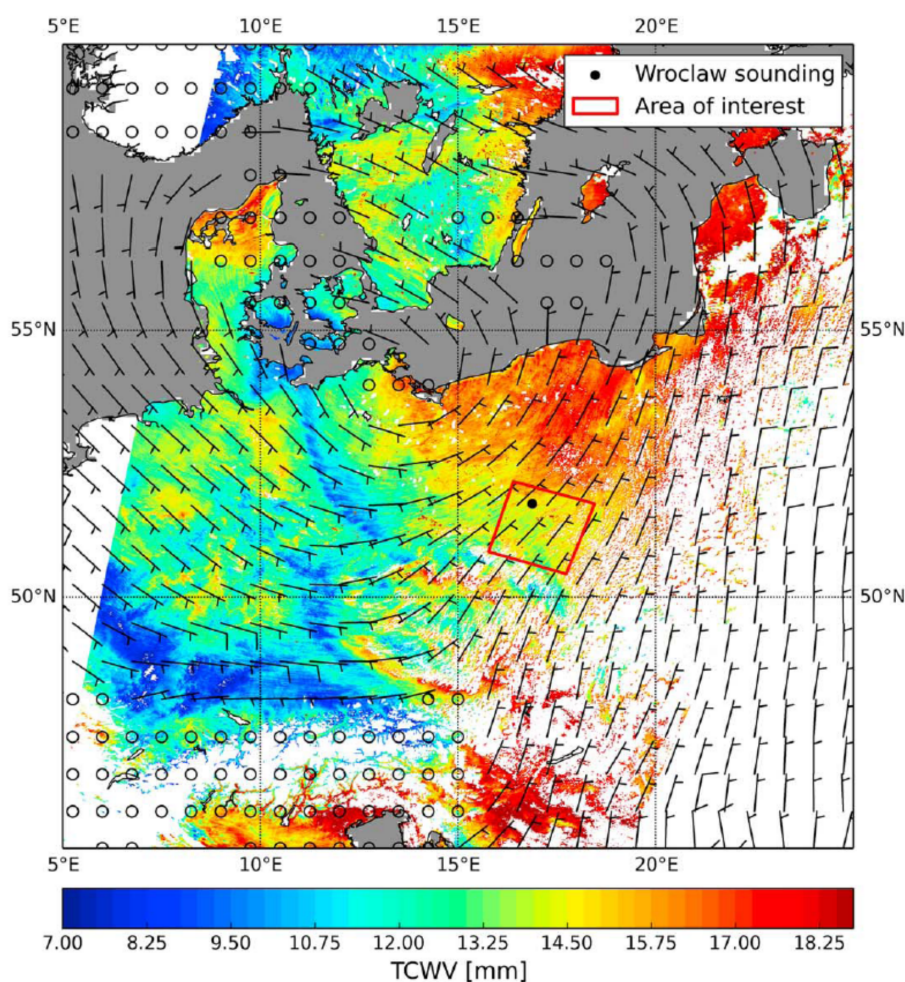 5°E 10°E 15°E 20°E
Wroclaw sounding
Area of interest
55°N 55°N
50°N 50°N
5°E 10°E 15°E 20°E
7.00 8.25 9.50 10.75 12.00 13.25 14.50 15.75 17.00 18.25
TCWV [mm]